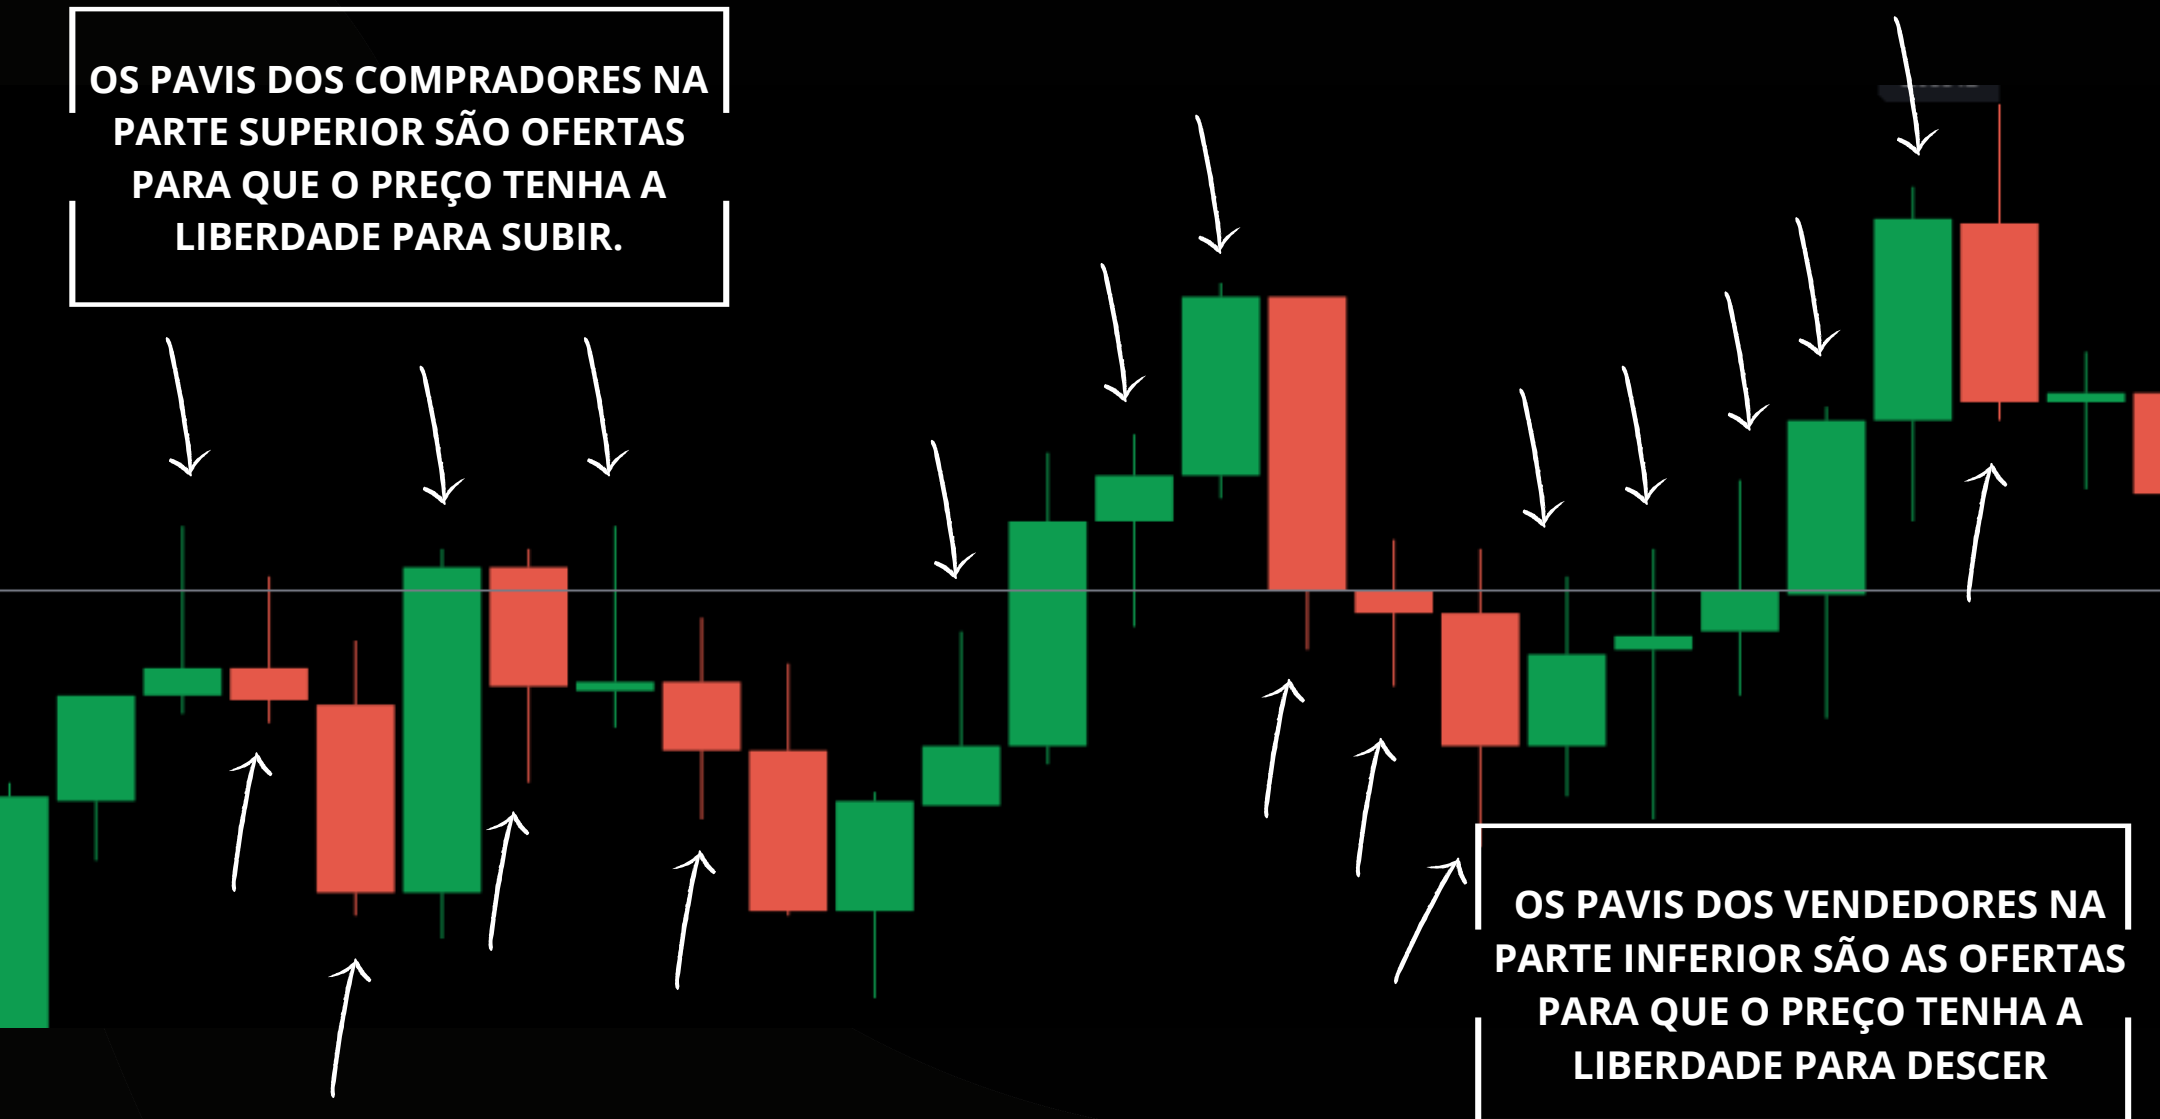 OS PAVIS DOS COMPRADORES NA
PARTE SUPERIOR SÃO OFERTAS
PARA QUE O PREÇO TENHA A
LIBERDADE PARA SUBIR.
OS PAVIS DOS VENDEDORES NA
PARTE INFERIOR SÃO AS OFERTAS
PARA QUE O PREÇO TENHA A
LIBERDADE PARA DESCER